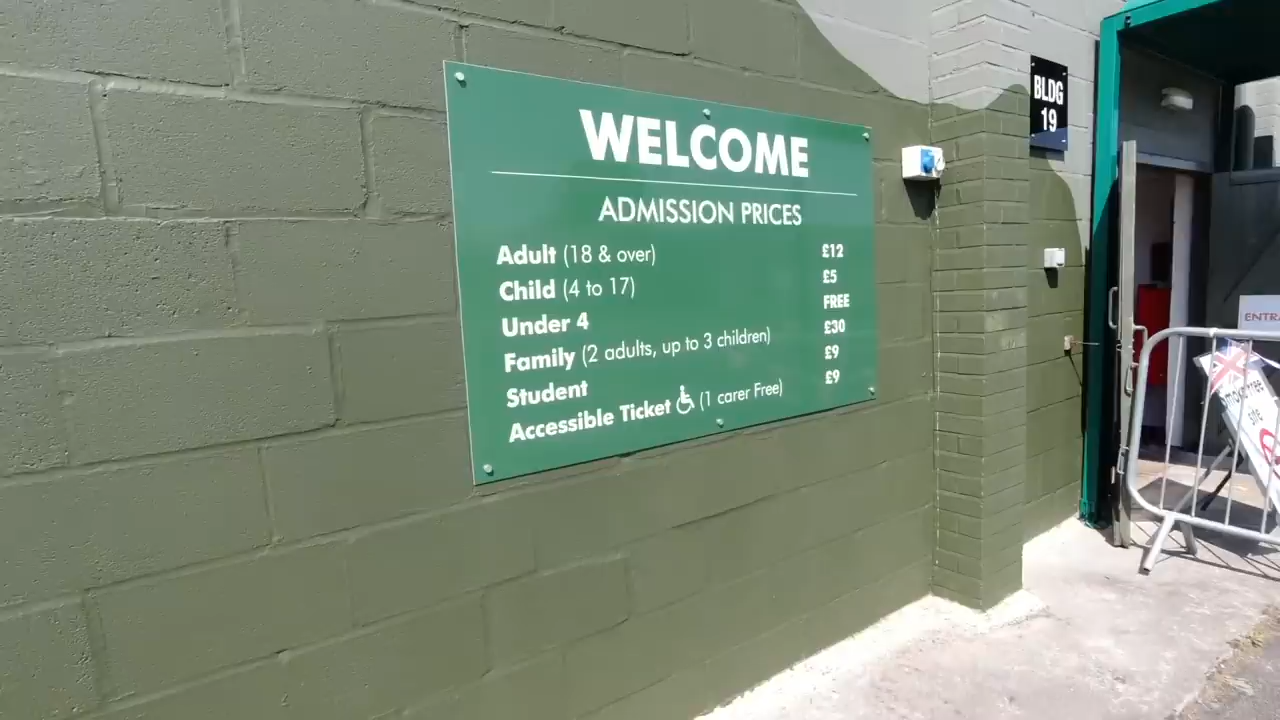 WELCOME
ADMISSION PRICES
Adult (18 & over) £12
Child (4 to 17) £5
Under 4 FREE
Family (2 adults, up to 3 children) £30
Student £9
Accessible Ticket (1 carer Free) £9
BLDG
19
ENTRA
site